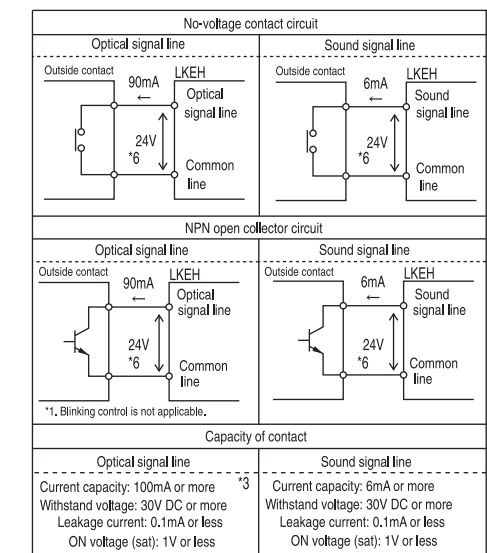 No-voltage contact circuit
Optical signal line
Sound signal line
Outside contact
90mA
←
LKEH
Optical
signal line
24V
*6
Common
line
Outside contact
6mA
←
LKEH
Sound
signal line
24V
*6
Common
line
NPN open collector circuit
Optical signal line
Sound signal line
Outside contact
90mA
←
LKEH
Optical
signal line
24V
*6
Common
line
*1. Blinking control is not applicable.
Outside contact
6mA
←
LKEH
Sound
signal line
24V
*6
Common
line
Capacity of contact
Optical signal line
Current capacity: 100mA or more *3
Withstand voltage: 30V DC or more
Leakage current: 0.1mA or less
ON voltage (sat): 1V or less
Sound signal line
Current capacity: 6mA or more
Withstand voltage: 30V DC or more
Leakage current: 0.1mA or less
ON voltage (sat): 1V or less